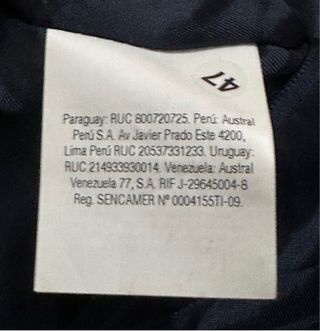 47
Paraguay: RUC 800720725. Perú: Austral
Perú S.A. Av Javier Prado Este 4200,
Lima Perú RUC 20537331233. Uruguay:
RUC 214933930014. Venezuela: Austral
Venezuela 77, S.A. RIF J-29645004-8
Reg. SENCAMER Nº 0004155TI-09.